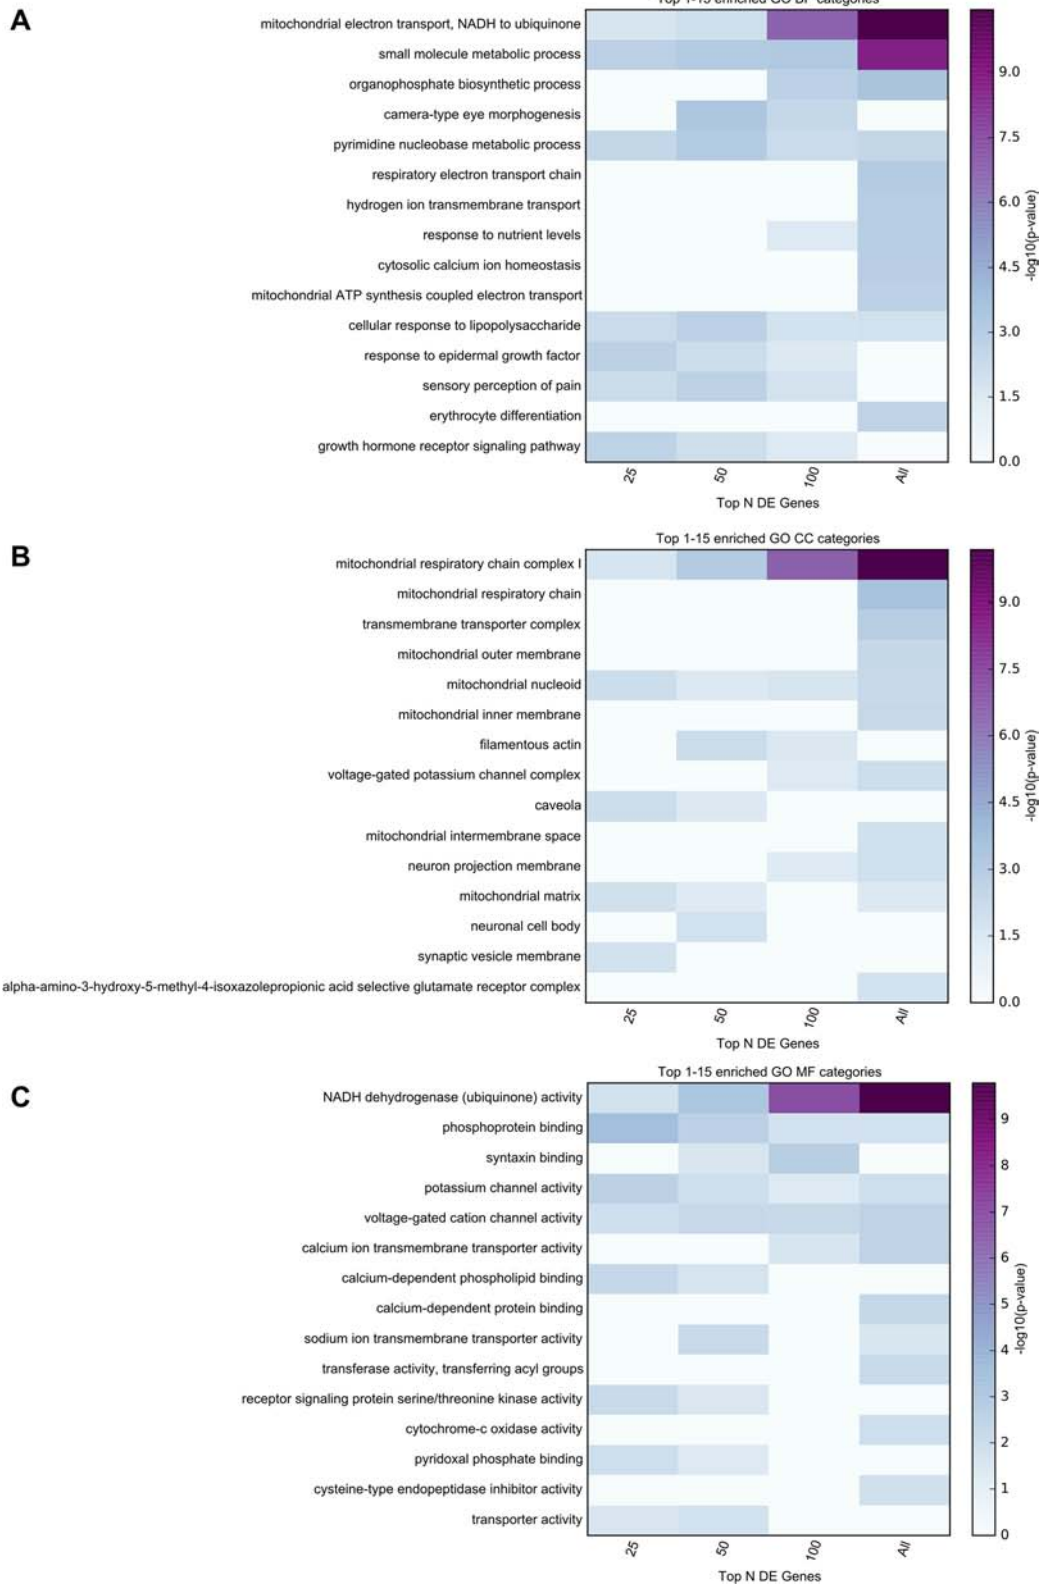 A
Top 1-15 enriched GO BP categories
mitochondrial electron transport, NADH to ubiquinone
small molecule metabolic process
organophosphate biosynthetic process
camera-type eye morphogenesis
pyrimidine nucleobase metabolic process
respiratory electron transport chain
hydrogen ion transmembrane transport
response to nutrient levels
cytosolic calcium ion homeostasis
mitochondrial ATP synthesis coupled electron transport
cellular response to lipopolysaccharide
response to epidermal growth factor
sensory perception of pain
erythrocyte differentiation
growth hormone receptor signaling pathway
25 50 100 All
Top N DE Genes
9.0
7.5
6.0
4.5
3.0
1.5
0.0
-log10(p-value)
B
Top 1-15 enriched GO CC categories
mitochondrial respiratory chain complex I
mitochondrial respiratory chain
transmembrane transporter complex
mitochondrial outer membrane
mitochondrial nucleoid
mitochondrial inner membrane
filamentous actin
voltage-gated potassium channel complex
caveola
mitochondrial intermembrane space
neuron projection membrane
mitochondrial matrix
neuronal cell body
synaptic vesicle membrane
alpha-amino-3-hydroxy-5-methyl-4-isoxazolepropionic acid selective glutamate receptor complex
25 50 100 All
Top N DE Genes
9.0
7.5
6.0
4.5
3.0
1.5
0.0
-log10(p-value)
C
Top 1-15 enriched GO MF categories
NADH dehydrogenase (ubiquinone) activity
phosphoprotein binding
syntaxin binding
potassium channel activity
voltage-gated cation channel activity
calcium ion transmembrane transporter activity
calcium-dependent phospholipid binding
calcium-dependent protein binding
sodium ion transmembrane transporter activity
transferase activity, transferring acyl groups
receptor signaling protein serine/threonine kinase activity
cytochrome-c oxidase activity
pyridoxal phosphate binding
cysteine-type endopeptidase inhibitor activity
transporter activity
25 50 100 All
Top N DE Genes
9
8
7
6
5
4
3
2
1
0
-log10(p-value)